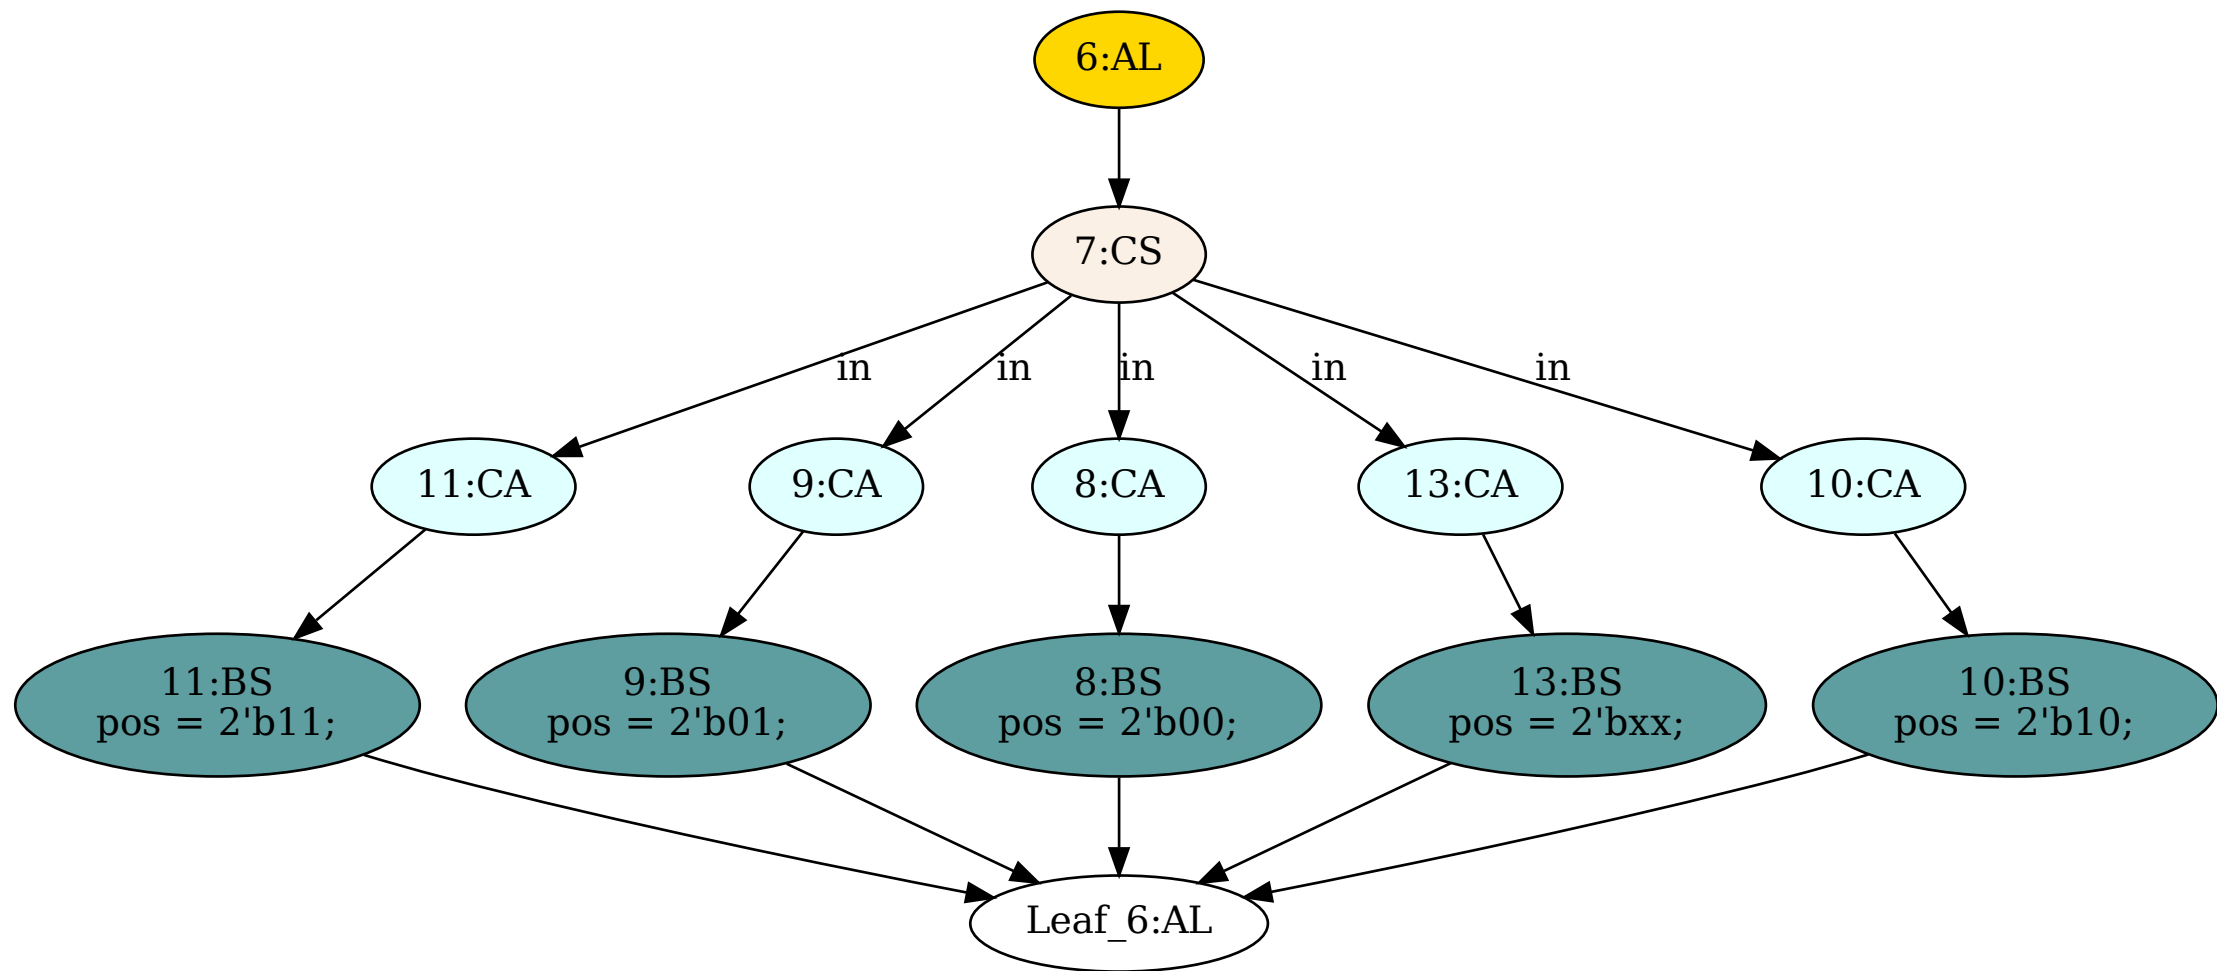 6:AL
7:CS
in
in
in
in
in
11:CA
9:CA
8:CA
13:CA
10:CA
11:BS
pos = 2'b11;
9:BS
pos = 2'b01;
8:BS
pos = 2'b00;
13:BS
pos = 2'bxx;
10:BS
pos = 2'b10;
Leaf_6:AL